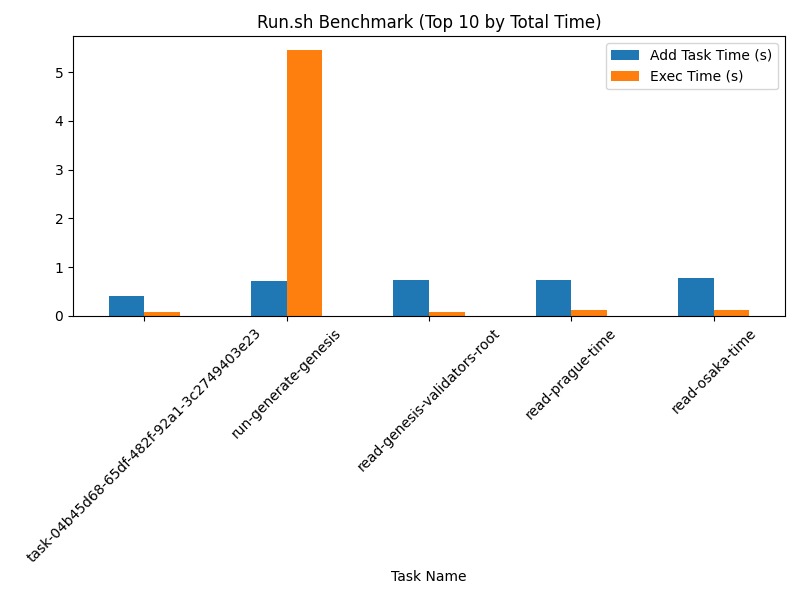 Run.sh Benchmark (Top 10 by Total Time)
Add Task Time (s)
Exec Time (s)
5
4
3
2
1
0
task-04b45d68-65df-482f-92a1-3c2749403e23
run-generate-genesis
read-genesis-validators-root
read-prague-time
read-osaka-time
Task Name